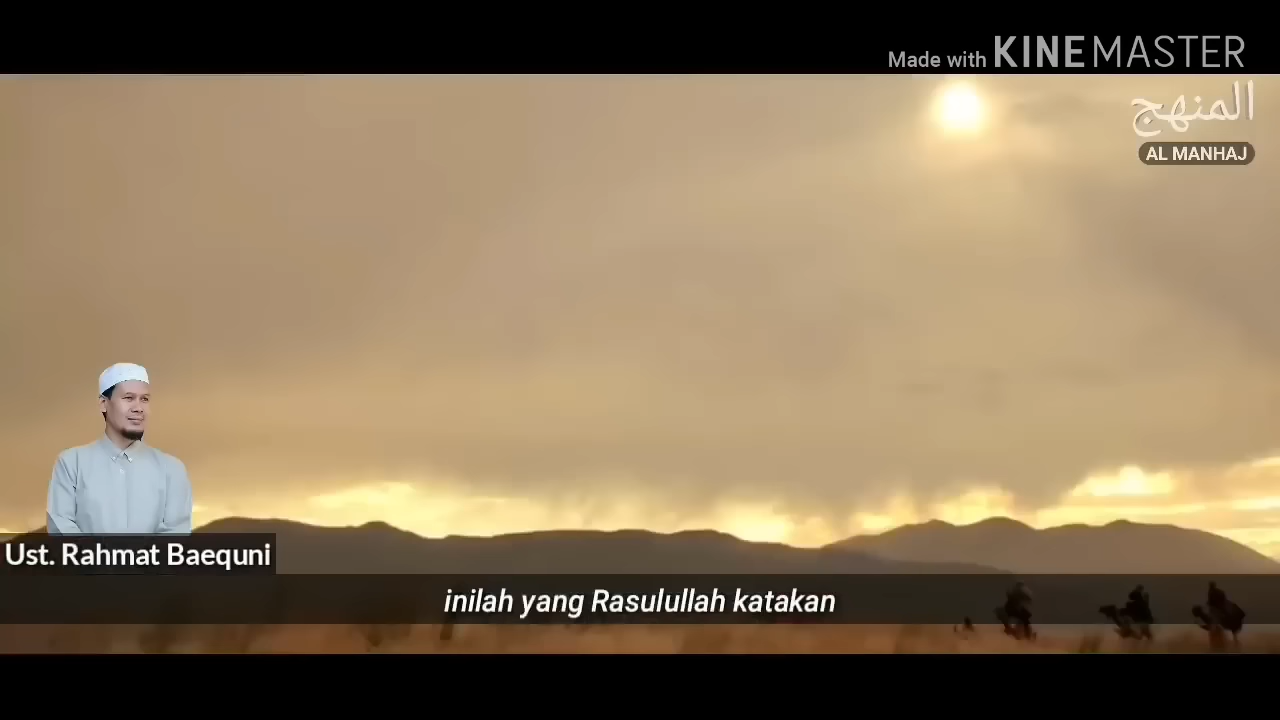 Made with KINEMASTER
المنهج
AL MANHAJ
Ust. Rahmat Baequni
inilah yang Rasulullah katakan